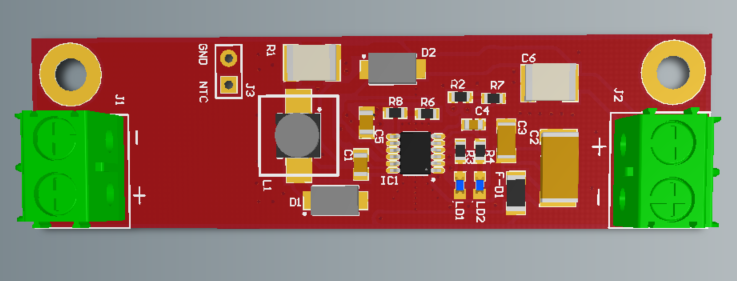 GND
NTC
J3
J1
R1
D2
C6
J2
R2
R7
R8
R6
C4
C5
C3
C2
C1
R3
R4
IC1
L1
D1
LD1
LD2
F-D1
-
+
+
-